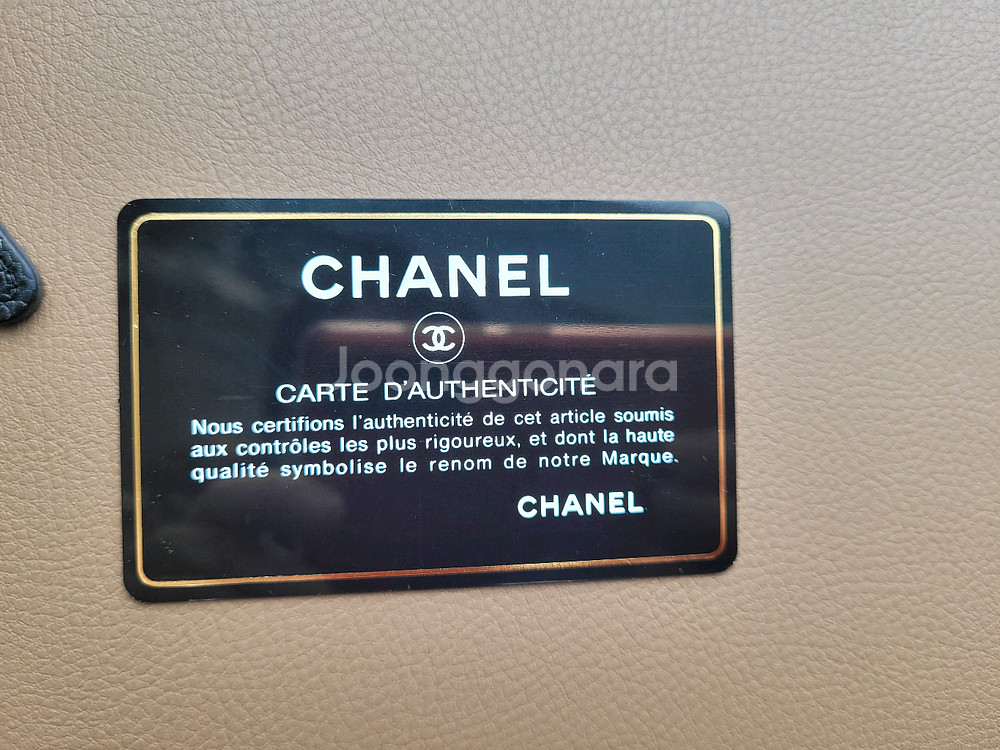 CHANEL
Joonggonara
CARTE D'AUTHENTICITÉ
Nous certifions l'authenticité de cet article soumis
aux contrôles les plus rigoureux, et dont la haute
qualité symbolise le renom de notre Marque.
CHANEL